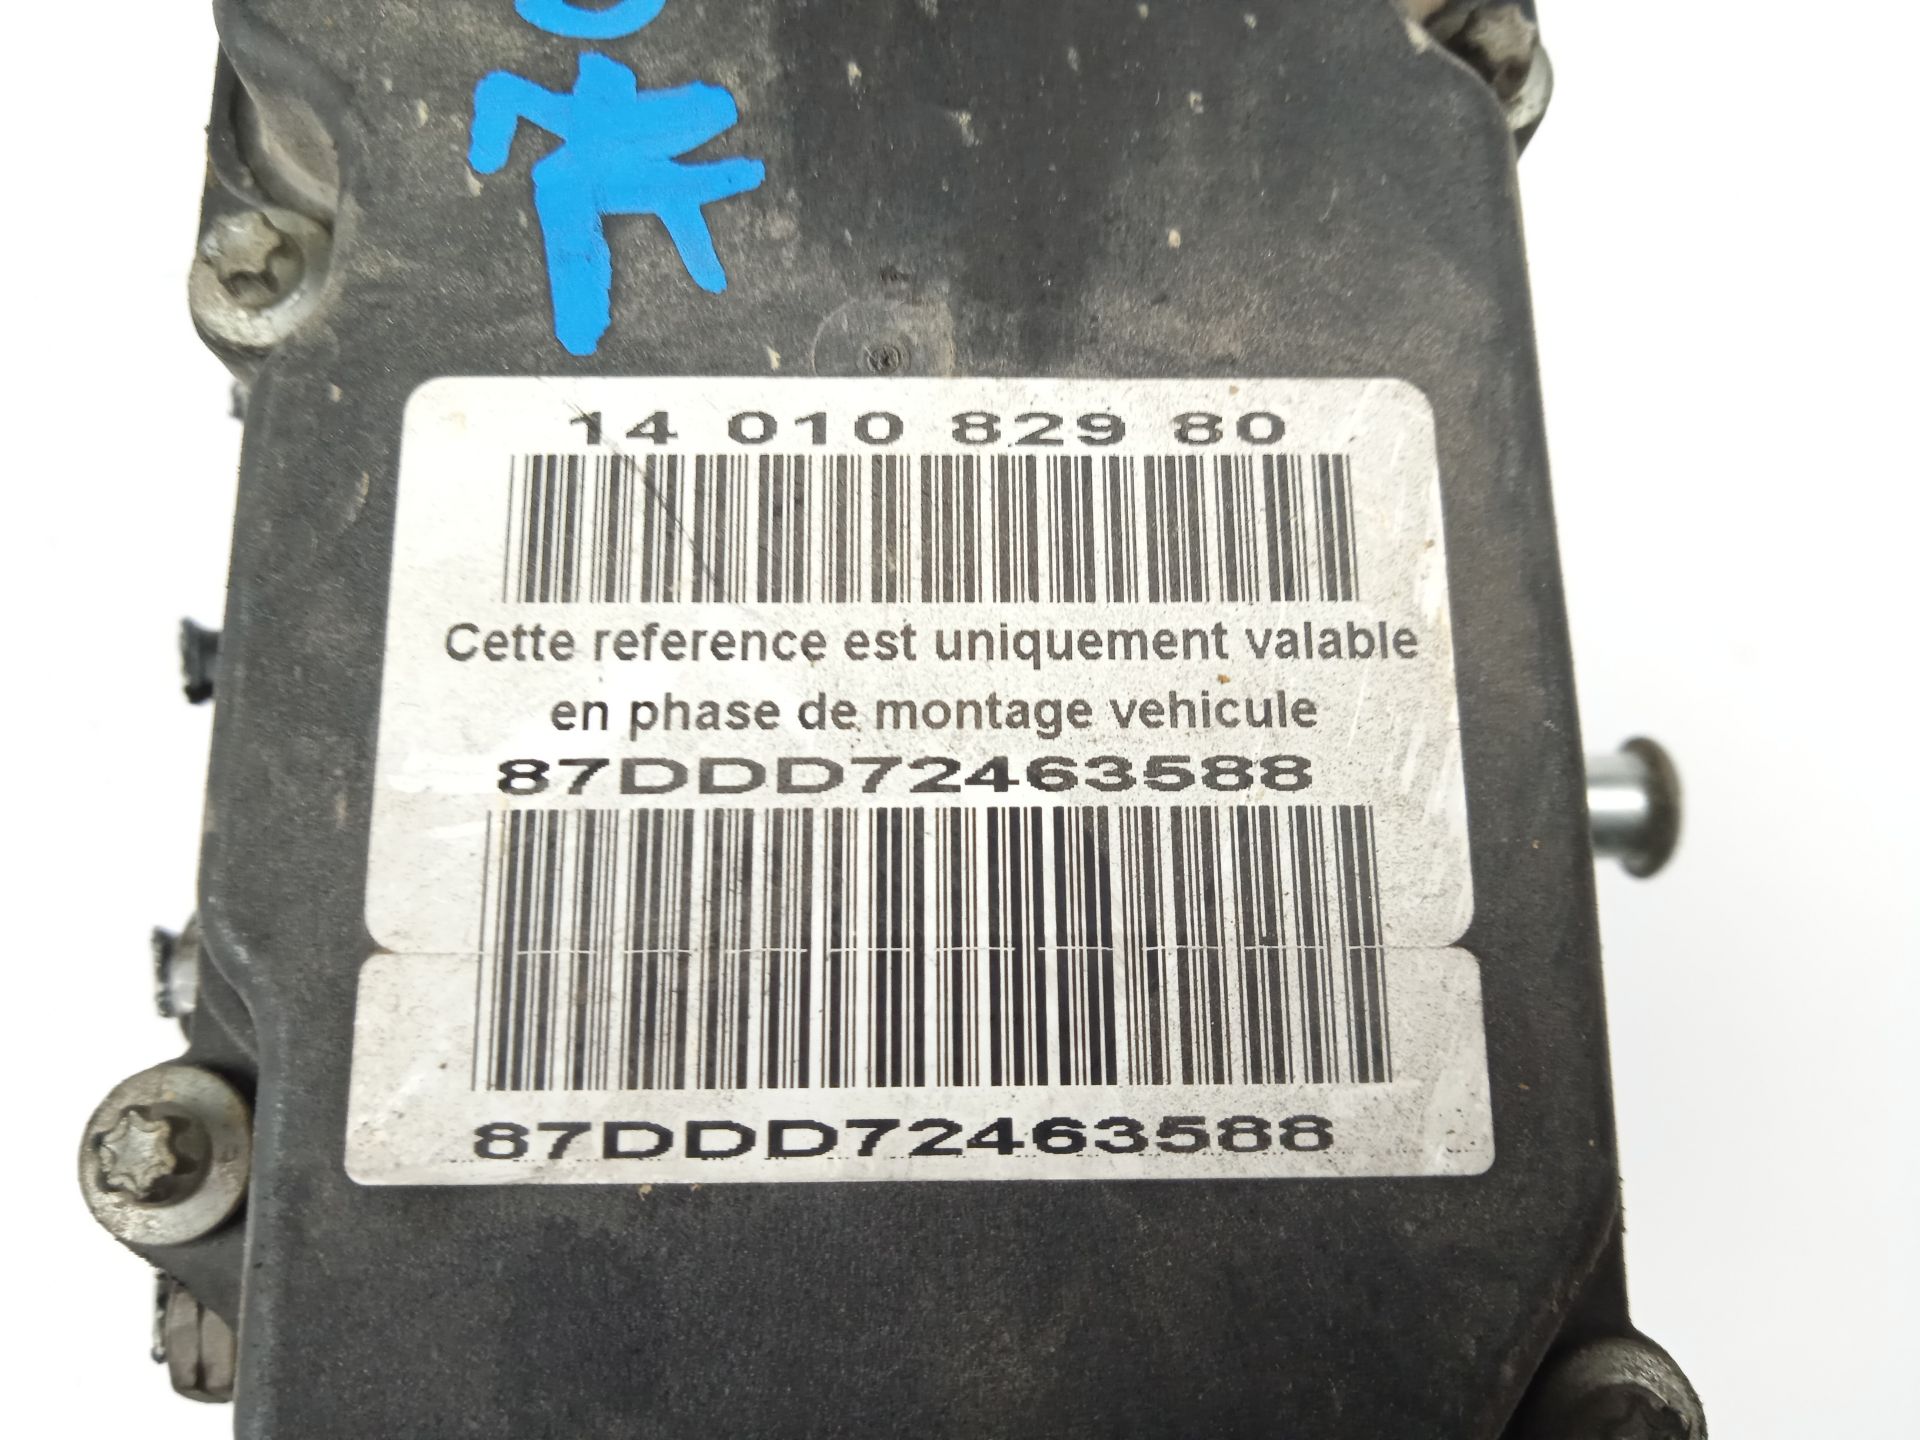 14 010 829 80
Cette reference est uniquement valable
en phase de montage vehicule
87DDD72463588
87DDD72463588